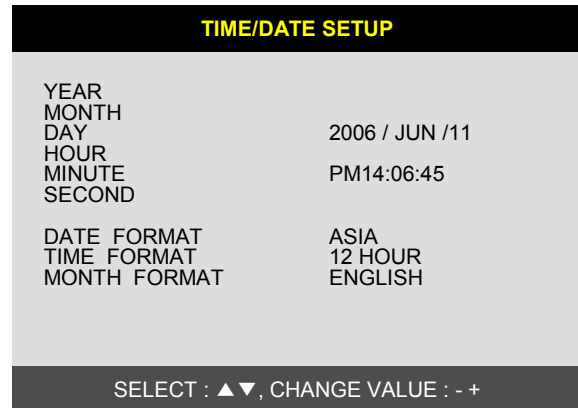 TIME/DATE SETUP
YEAR
MONTH
DAY 2006 / JUN /11
HOUR
MINUTE PM14:06:45
SECOND
DATE FORMAT ASIA
TIME FORMAT 12 HOUR
MONTH FORMAT ENGLISH
SELECT : ▲▼, CHANGE VALUE : - +